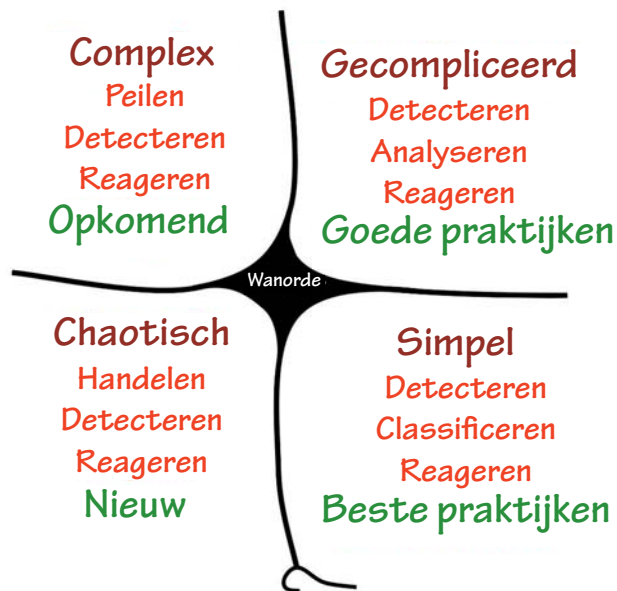 Complex
Peilen
Detecteren
Reageren
Opkomend
Gecompliceerd
Detecteren
Analyseren
Reageren
Goede praktijken
Wanorde
Chaotisch
Handelen
Detecteren
Reageren
Nieuw
Simpel
Detecteren
Classificeren
Reageren
Beste praktijken